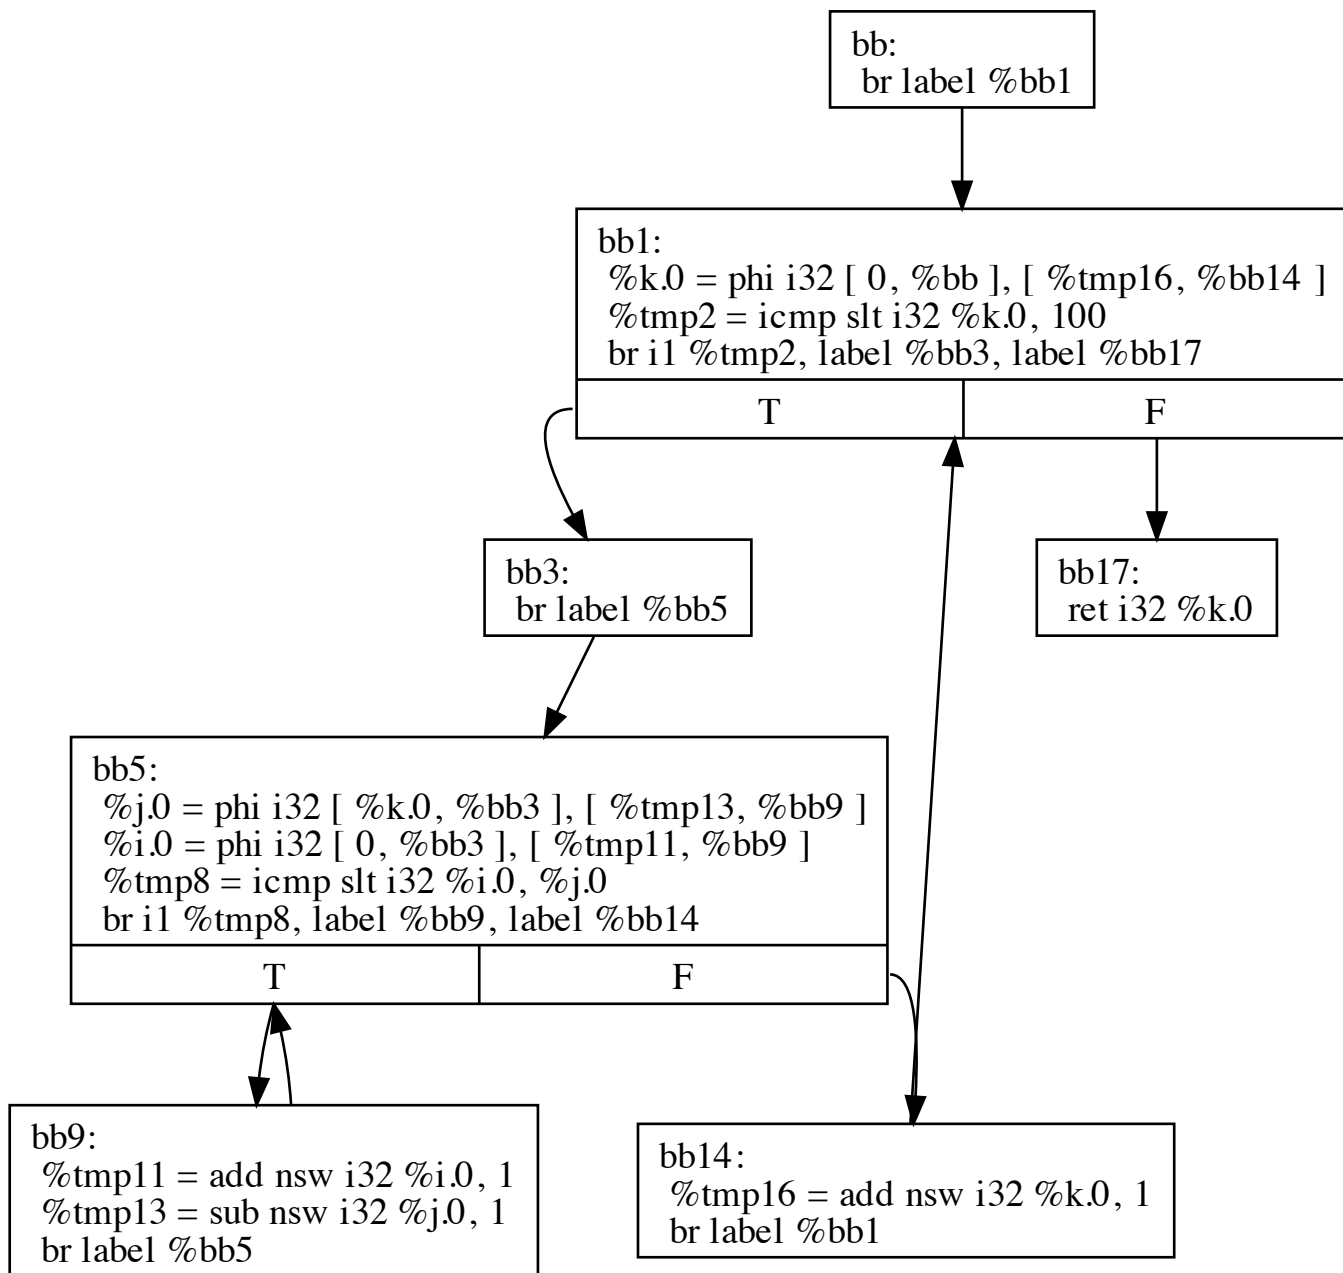 bb:
br label %bb1
bb1:
%k.0 = phi i32 [ 0, %bb ], [ %tmp16, %bb14 ]
%tmp2 = icmp slt i32 %k.0, 100
br i1 %tmp2, label %bb3, label %bb17
T
F
bb3:
br label %bb5
bb17:
ret i32 %k.0
bb5:
%j.0 = phi i32 [ %k.0, %bb3 ], [ %tmp13, %bb9 ]
%i.0 = phi i32 [ 0, %bb3 ], [ %tmp11, %bb9 ]
%tmp8 = icmp slt i32 %i.0, %j.0
br i1 %tmp8, label %bb9, label %bb14
T
F
bb9:
%tmp11 = add nsw i32 %i.0, 1
%tmp13 = sub nsw i32 %j.0, 1
br label %bb5
bb14:
%tmp16 = add nsw i32 %k.0, 1
br label %bb1